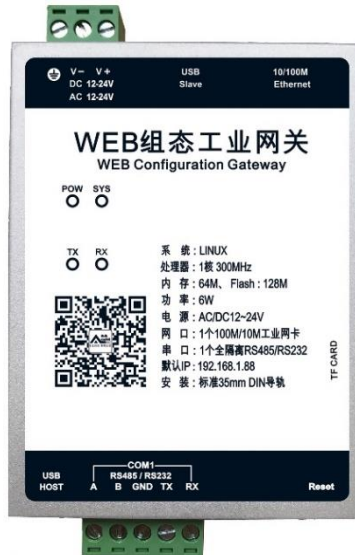 V- V+
DC 12-24V
AC 12-24V
USB
Slave
10/100M
Ethernet
WEB组态工业网关
WEB Configuration Gateway
POW SYS
TX RX
系 统：LINUX
处理器：1核 300MHz
内 存：64M、 Flash：128M
功 率：6W
电 源：AC/DC12~24V
网 口：1个100M/10M工业网卡
串 口：1个全隔离RS485/RS232
默认IP：192.168.1.88
安 装：标准35mm DIN导轨
TF CARD
USB
HOST
COM1
RS485 / RS232
A B GND TX RX
Reset